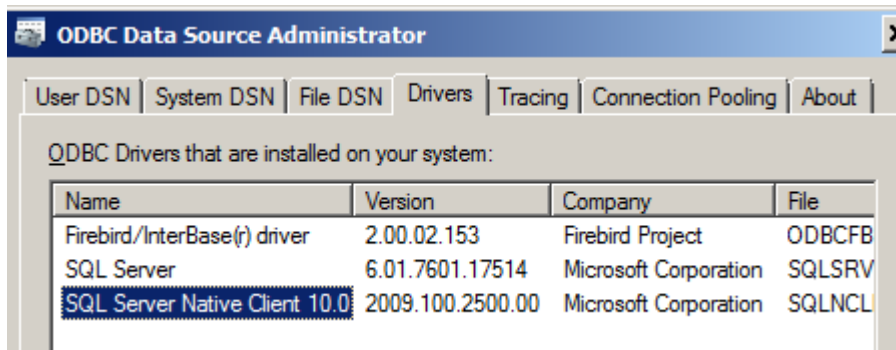 ODBC Data Source Administrator
User DSN System DSN File DSN Drivers Tracing Connection Pooling About
ODBC Drivers that are installed on your system:
Name Version Company File
Firebird/InterBase(r) driver 2.00.02.153 Firebird Project ODBCFB
SQL Server 6.01.7601.17514 Microsoft Corporation SQLSRV
SQL Server Native Client 10.0 2009.100.2500.00 Microsoft Corporation SQLNCL